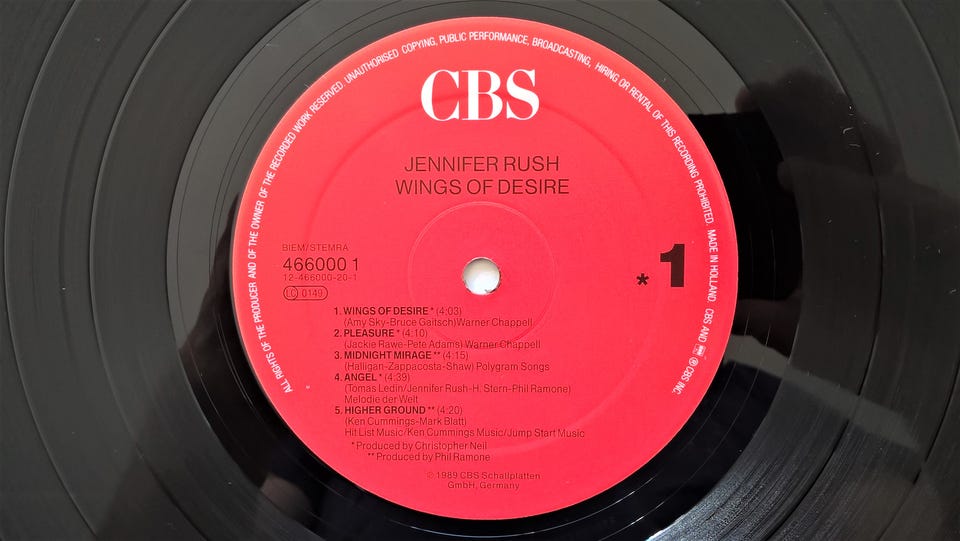 ALL RIGHTS OF THE PRODUCER AND OF THE OWNER OF THE RECORDED WORK RESERVED. UNAUTHORISED COPYING, PUBLIC PERFORMANCE, BROADCASTING, HIRING OR RENTAL OF THIS RECORDING PROHIBITED. MADE IN HOLLAND CBS AND ℗ CBS INC.
CBS
JENNIFER RUSH
WINGS OF DESIRE
BIEM/STEMRA
466000 1
12-466000-20-1
LC 0149
* 1
1. WINGS OF DESIRE * (4:03)
(Amy Sky-Bruce Gaitsch)Warner Chappell
2. PLEASURE * (4:10)
(Jackie Rawe-Pete Adams) Warner Chappell
3. MIDNIGHT MIRAGE ** (4:15)
(Halligan-Zappacosta-Shaw) Polygram Songs
4. ANGEL * (4:39)
(Tomas Ledin/Jennifer Rush-H. Stern-Phil Ramone)
Melodie der Welt
5. HIGHER GROUND ** (4:20)
(Ken Cummings-Mark Blatt)
Hit List Music/Ken Cummings Music/Jump Start Music
* Produced by Christopher Neil
** Produced by Phil Ramone
℗ 1989 CBS Schallplatten
GmbH, Germany